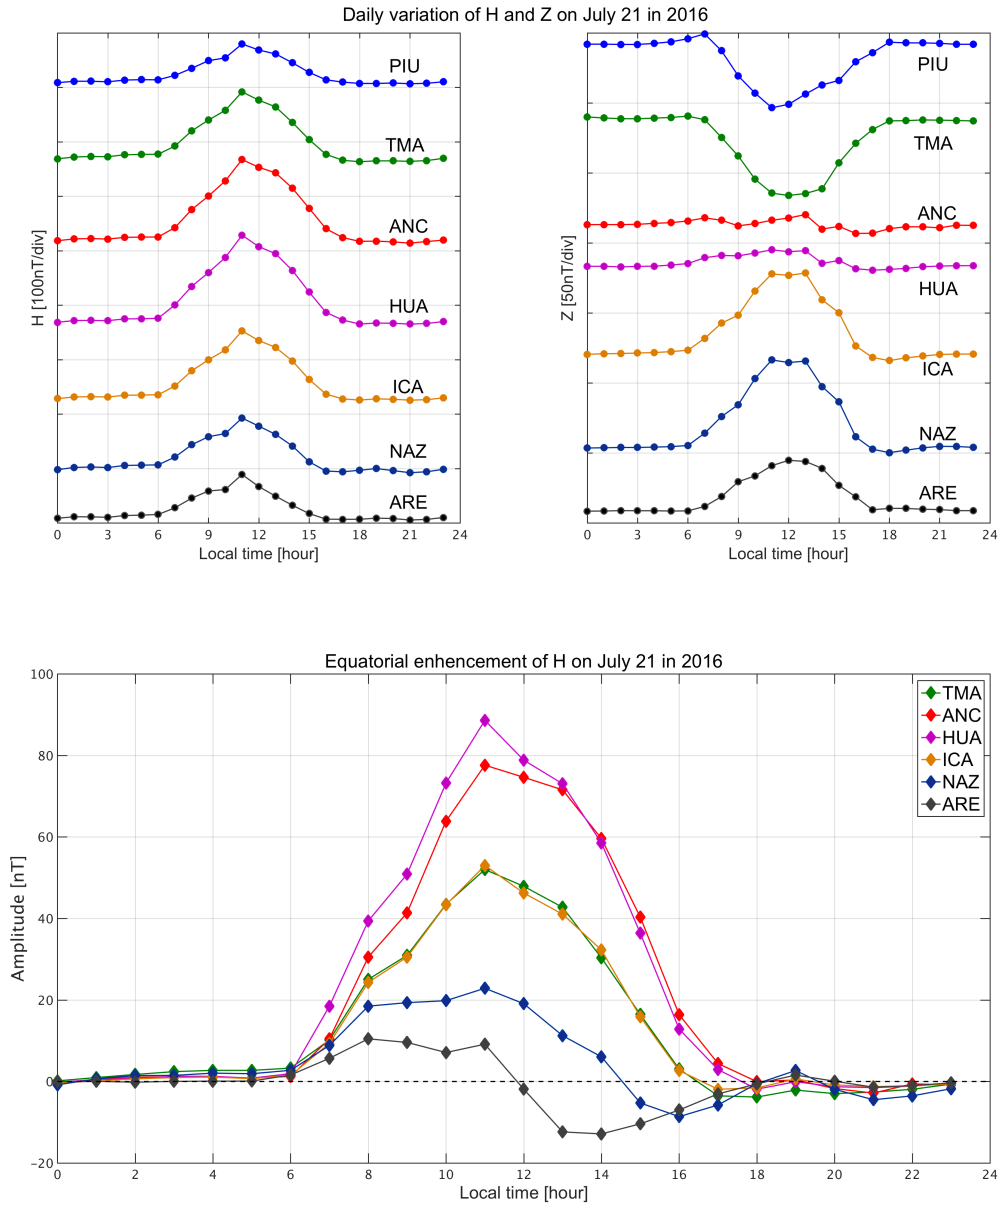 Daily variation of H and Z on July 21 in 2016
H [100nT/div]
PIU
TMA
ANC
HUA
ICA
NAZ
ARE
0 3 6 9 12 15 18 21 24
Local time [hour]
Z [50nT/div]
PIU
TMA
ANC
HUA
ICA
NAZ
ARE
0 3 6 9 12 15 18 21 24
Local time [hour]
Equatorial enhencement of H on July 21 in 2016
Amplitude [nT]
100
80
60
40
20
0
−20
TMA
ANC
HUA
ICA
NAZ
ARE
0 2 4 6 8 10 12 14 16 18 20 22 24
Local time [hour]